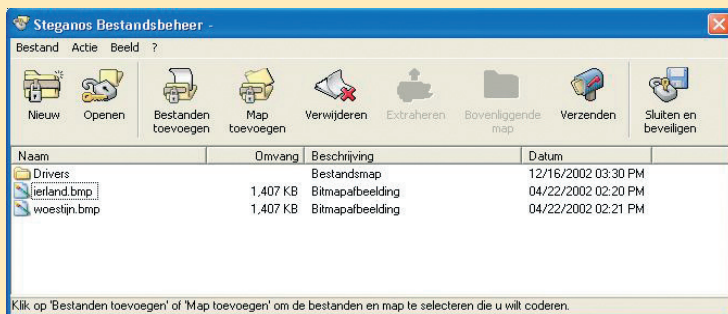 Steganos Bestandsbeheer -
Bestand Actie Beeld ?
Nieuw Openen Bestanden toevoegen Map toevoegen Verwijderen Extraheren Bovenliggende map Verzenden Sluiten en beveiligen
Naam Omvang Beschrijving Datum
Drivers Bestandsmap 12/16/2002 03:30 PM
ierland.bmp 1,407 KB Bitmapafbeelding 04/22/2002 02:20 PM
woestijn.bmp 1,407 KB Bitmapafbeelding 04/22/2002 02:21 PM
Klik op 'Bestanden toevoegen' of 'Map toevoegen' om de bestanden en map te selecteren die u wilt coderen.